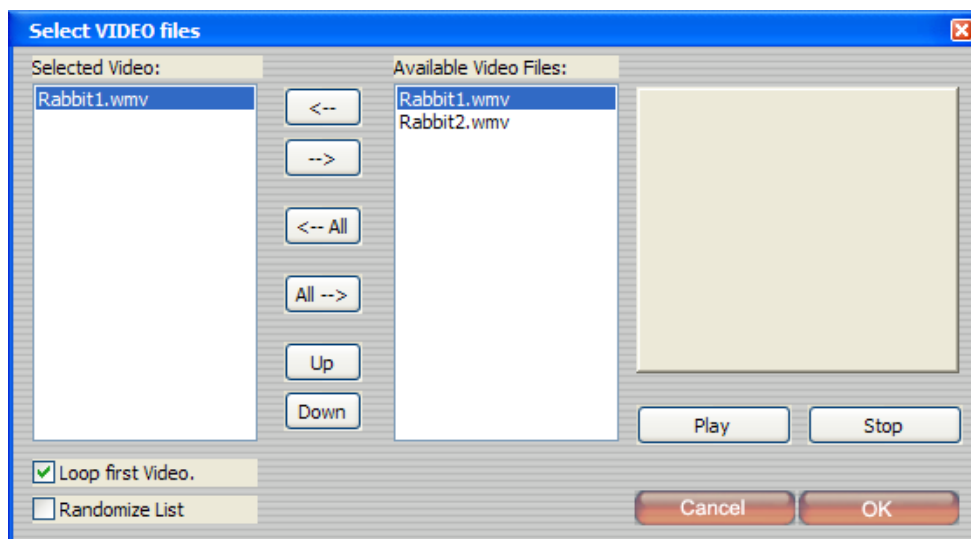 Select VIDEO files
Selected Video:
Available Video Files:
Rabbit1.wmv
<--
Rabbit1.wmv
Rabbit2.wmv
-->
<-- All
All -->
Up
Down
Play
Stop
Loop first Video.
Randomize List
Cancel
OK